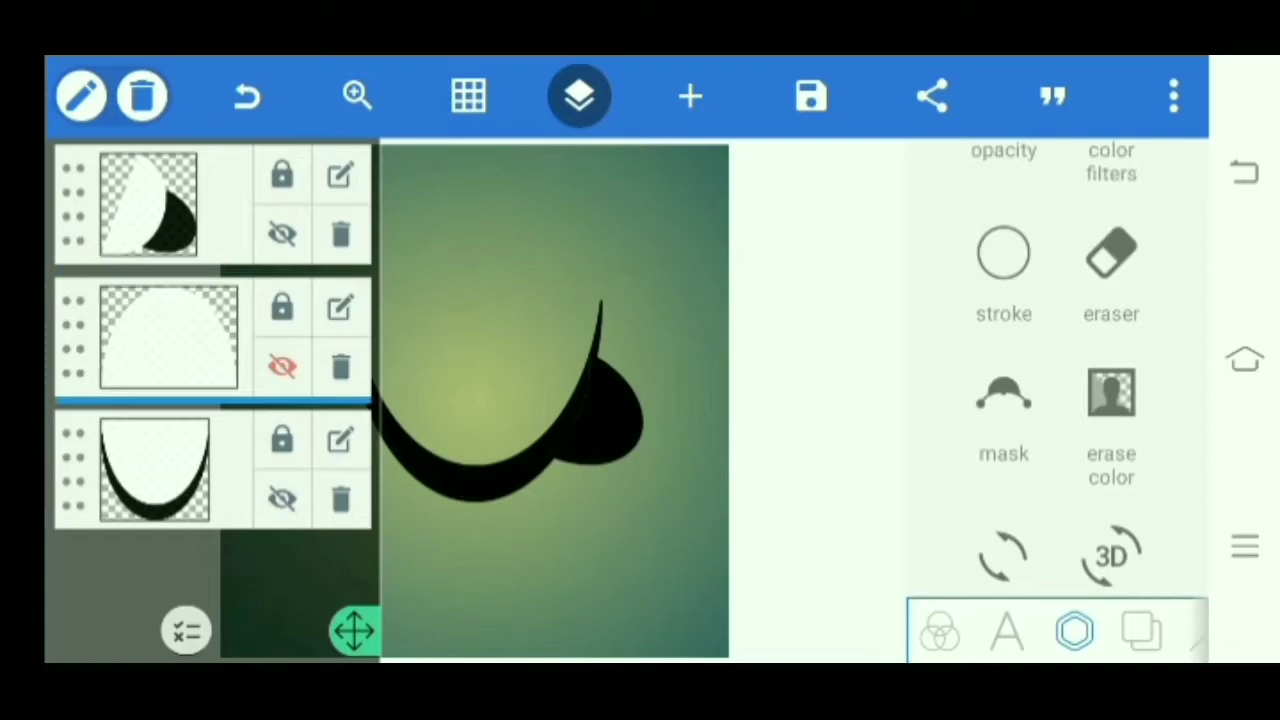 opacity
color
filters
stroke
eraser
mask
erase
color
3D